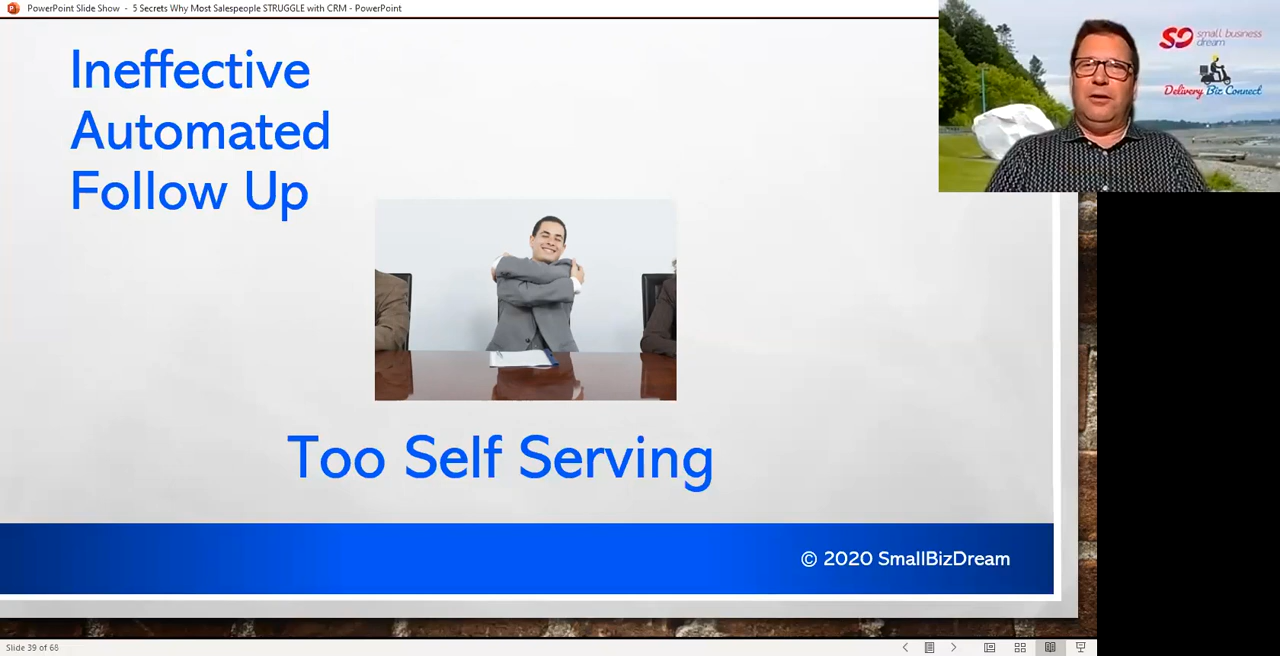 PowerPoint Slide Show - 5 Secrets Why Most Salespeople STRUGGLE with CRM - PowerPoint
Ineffective
Automated
Follow Up
small business
dream
Delivery Biz Connect
Too Self Serving
© 2020 SmallBizDream
Slide 39 of 68